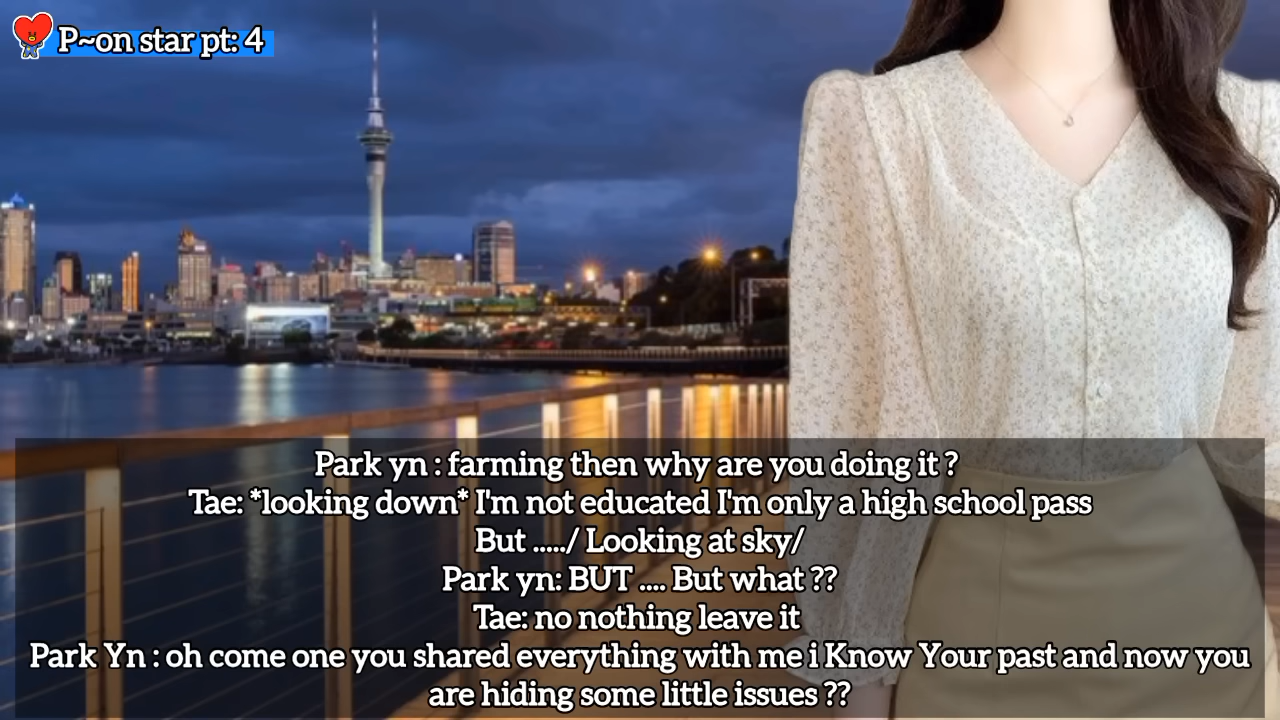 P~on star pt: 4
Park yn : farming then why are you doing it ?
Tae: *looking down* I'm not educated I'm only a high school pass
But ...../ Looking at sky/
Park yn: BUT .... But what ??
Tae: no nothing leave it
Park Yn : oh come one you shared everything with me i Know Your past and now you
are hiding some little issues ??